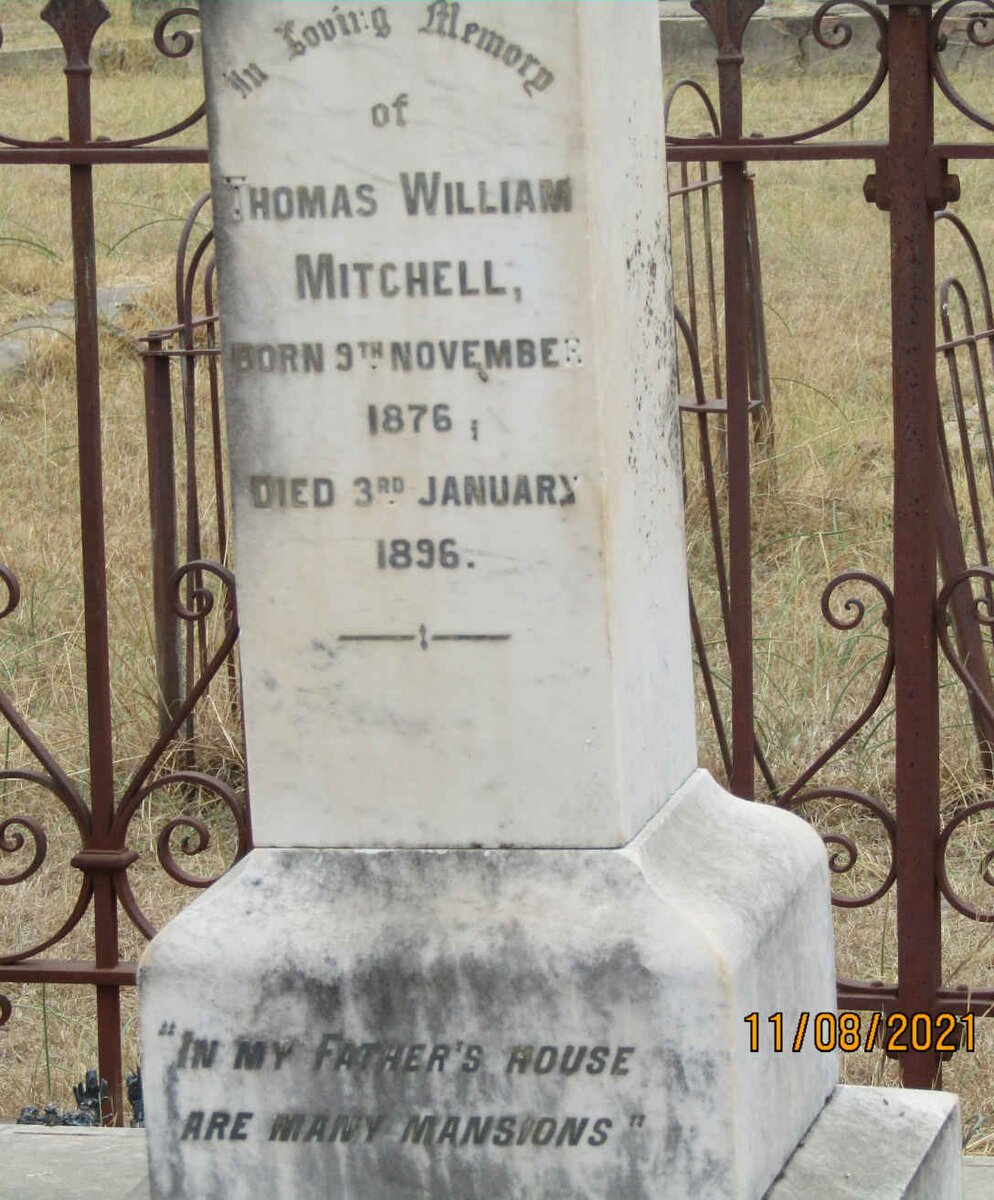 In Loving Memory
of
THOMAS WILLIAM
MITCHELL,
BORN 9TH NOVEMBER
1876;
DIED 3RD JANUARY
1896.
11/08/2021
"IN MY FATHER'S HOUSE
ARE MANY MANSIONS"